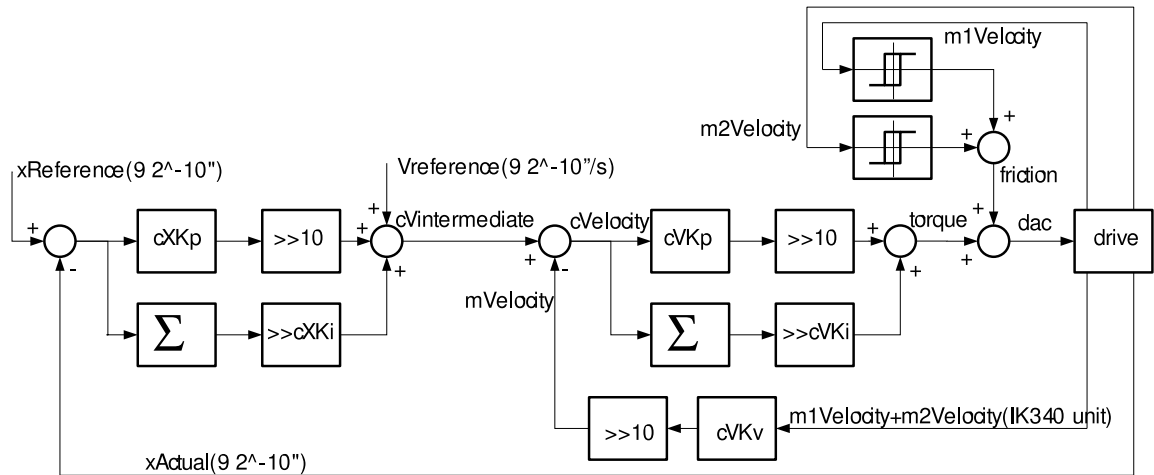 m1Velocity
m2Velocity
xReference(9 2^-10")
Vreference(9 2^-10"/s)
friction
cVintermediate
cVelocity
torque
dac
+
-
cXKp
>>10
+
+
+
+
-
cVKp
>>10
+
+
+
+
+
+
drive
mVelocity
Σ
>>cXKi
Σ
>>cVKi
>>10
cVKv
m1Velocity+m2Velocity(IK340 unit)
xActual(9 2^-10")